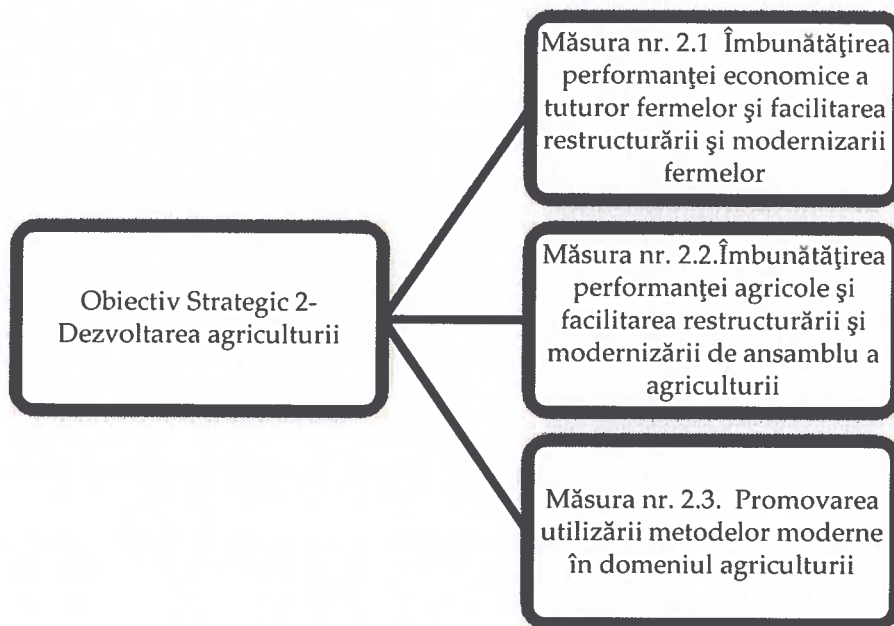 Măsura nr. 2.1 Îmbunătăţirea
performanţei economice a
tuturor fermelor şi facilitarea
restructurării şi modernizarii
fermelor
Obiectiv Strategic 2-
Dezvoltarea agriculturii
Măsura nr. 2.2.Îmbunătăţirea
performanţei agricole şi
facilitarea restructurării şi
modernizării de ansamblu a
agriculturii
Măsura nr. 2.3. Promovarea
utilizării metodelor moderne
în domeniul agriculturii